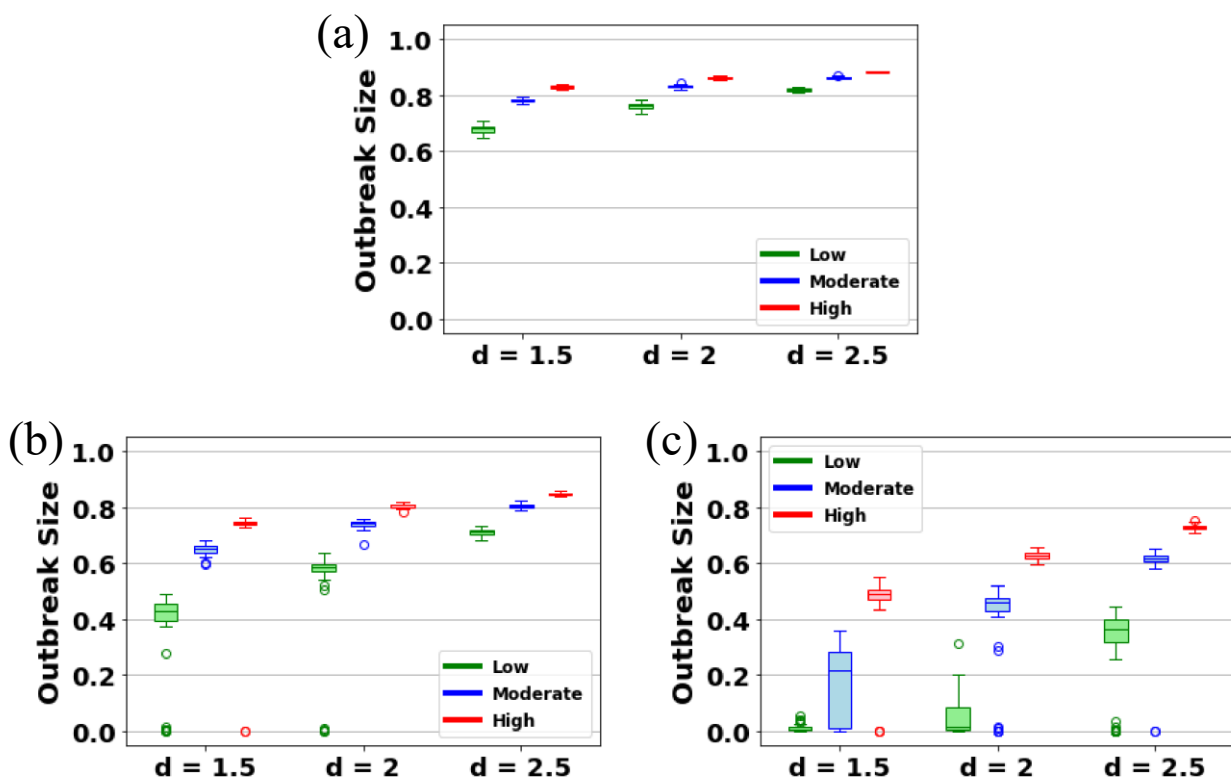 (a)
Outbreak Size
1.0
0.8
0.6
0.4
0.2
0.0
Low
Moderate
High
d = 1.5
d = 2
d = 2.5
(b)
Outbreak Size
1.0
0.8
0.6
0.4
0.2
0.0
Low
Moderate
High
d = 1.5
d = 2
d = 2.5
(c)
Outbreak Size
1.0
0.8
0.6
0.4
0.2
0.0
Low
Moderate
High
d = 1.5
d = 2
d = 2.5